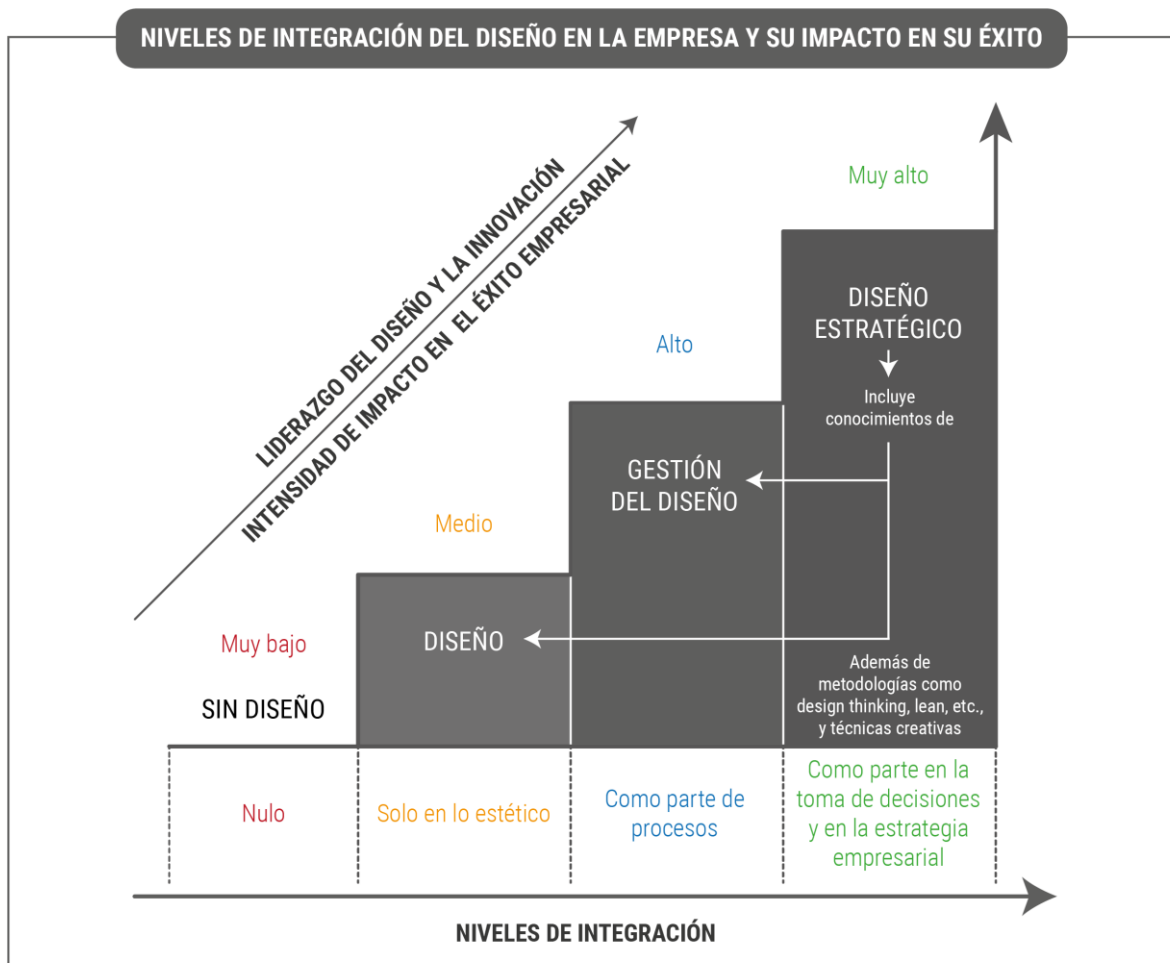 NIVELES DE INTEGRACIÓN DEL DISEÑO EN LA EMPRESA Y SU IMPACTO EN SU ÉXITO
LIDERAZGO DEL DISEÑO Y LA INNOVACIÓN
INTENSIDAD DE IMPACTO EN EL ÉXITO EMPRESARIAL
Muy alto
DISEÑO
ESTRATÉGICO
Incluye
conocimientos de
Alto
GESTIÓN
DEL DISEÑO
Medio
DISEÑO
Muy bajo
SIN DISEÑO
Además de
metodologías como
design thinking, lean, etc.,
y técnicas creativas
Nulo
Solo en lo estético
Como parte de
procesos
Como parte en la
toma de decisiones
y en la estrategia
empresarial
NIVELES DE INTEGRACIÓN